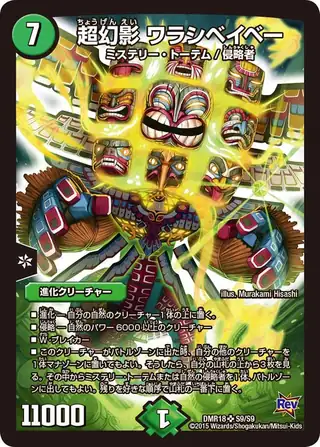 7
ちょうげんえい
超幻影 ワラシベイベー
しんりゃくしゃ
ミステリー・トーテム / 侵略者
illus. Murakami Hisashi
進化クリーチャー
■ 進化―自分の自然のクリーチャー1体の上に置く。
■ 侵略―自然のパワー6000以上のクリーチャー
■ W・ブレイカー
■ このクリーチャーがバトルゾーンに出た時、自分の他のクリーチャーを
1体マナゾーンに置いてもよい。そうしたら、自分の山札の上から3枚を見
る。その中からミステリー・トーテムまたは自然の侵略者を1体、バトルゾー
ンに出してもよい。残りを好きな順序で山札の一番下に置く。
11000
1
Rev
DMR18 S9/S9
©2015 Wizards/Shogakukan/Mitsui-Kids